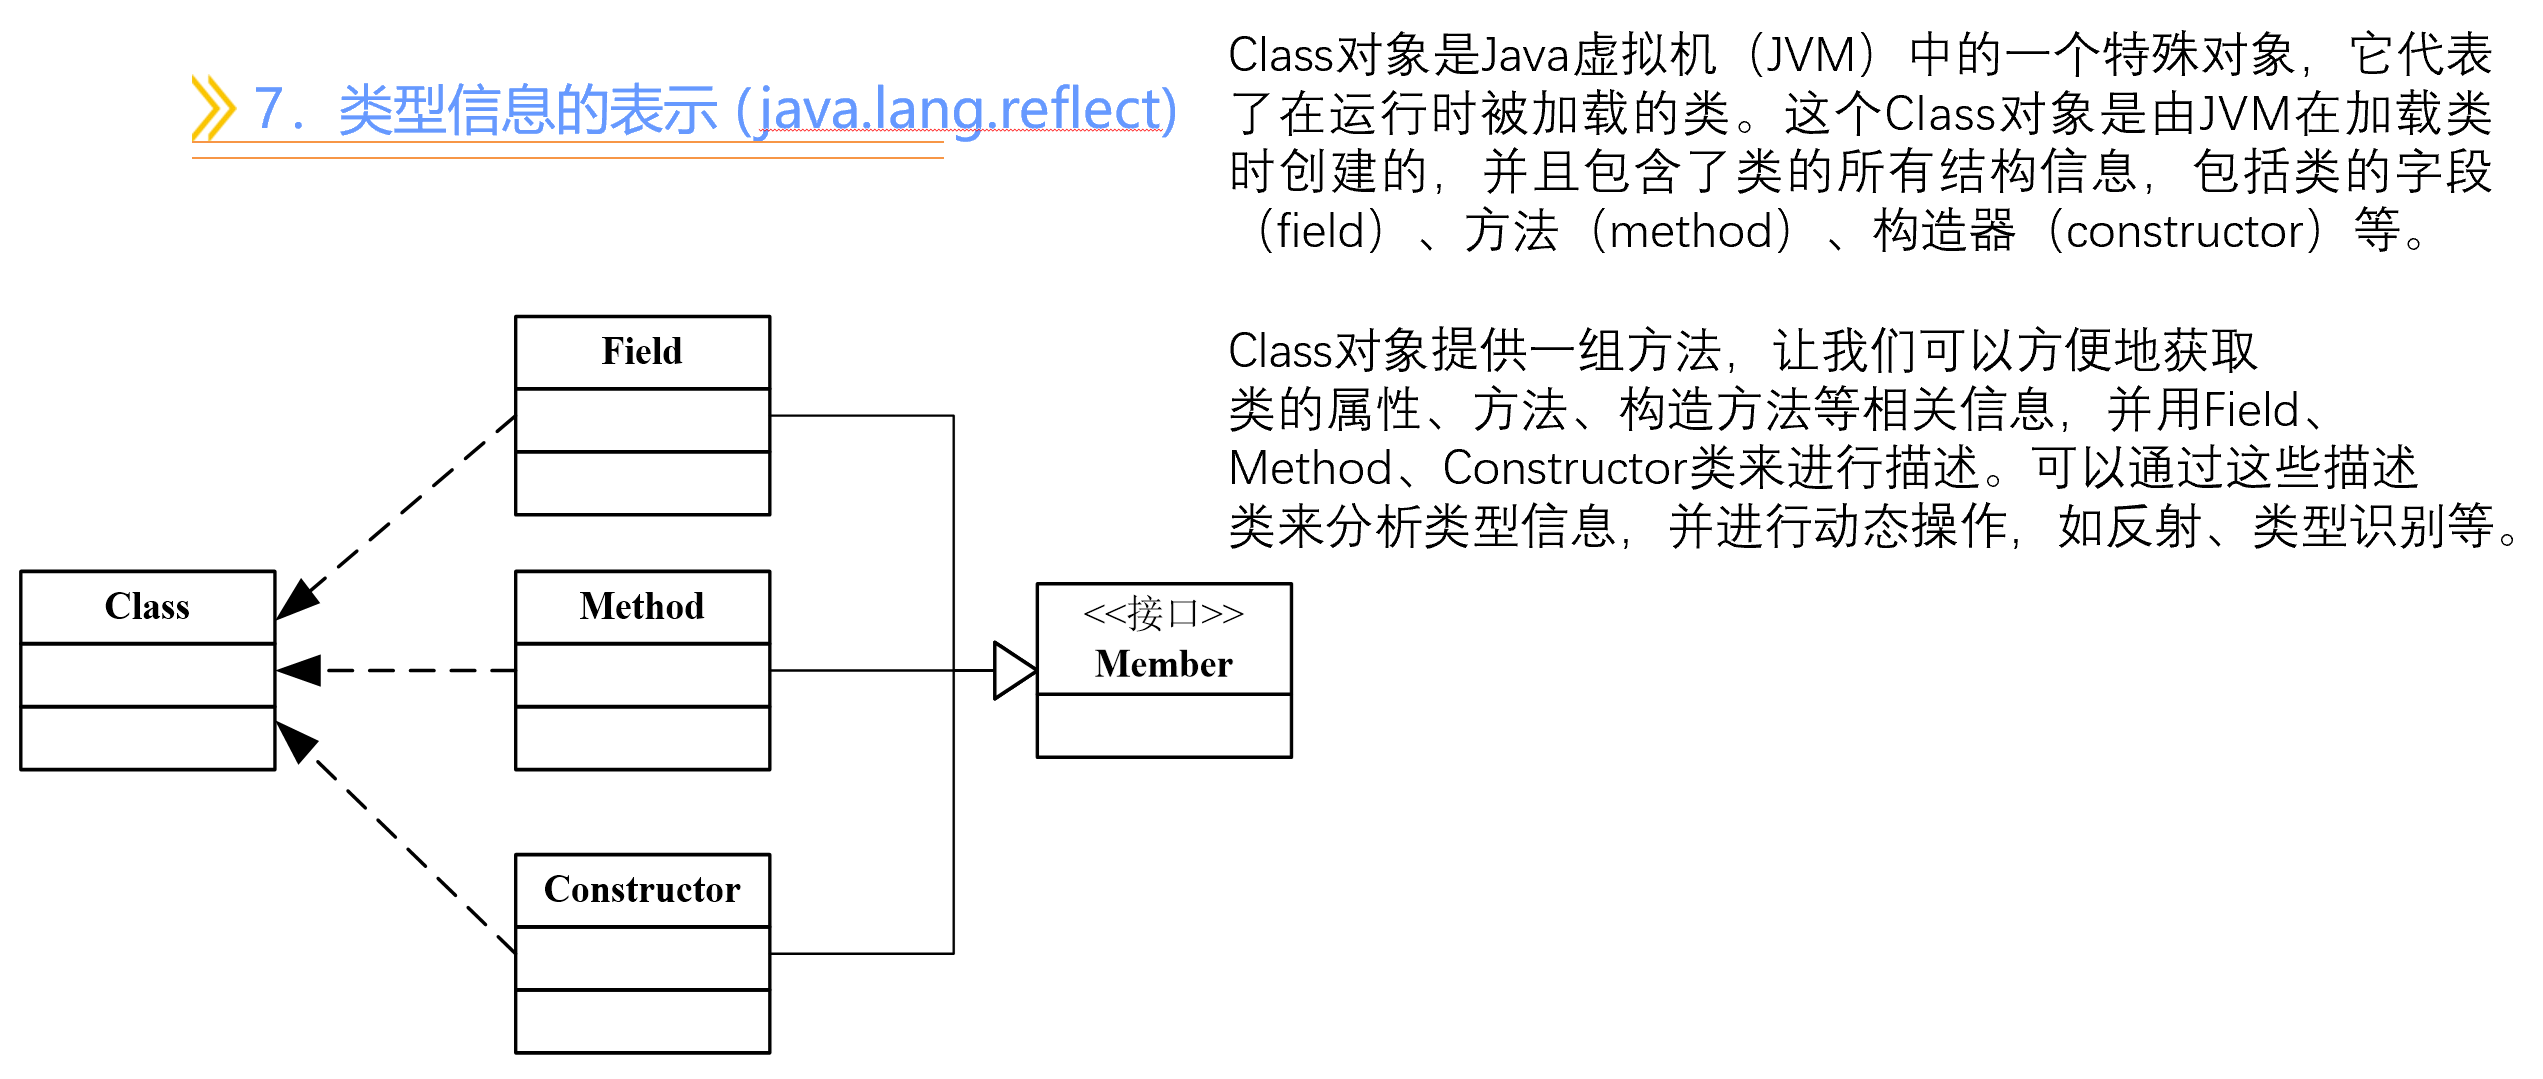 7．类型信息的表示 (java.lang.reflect)
Class对象是Java虚拟机（JVM）中的一个特殊对象，它代表
了在运行时被加载的类。这个Class对象是由JVM在加载类
时创建的，并且包含了类的所有结构信息，包括类的字段
（field）、方法（method）、构造器（constructor）等。
Class对象提供一组方法，让我们可以方便地获取
类的属性、方法、构造方法等相关信息，并用Field、
Method、Constructor类来进行描述。可以通过这些描述
类来分析类型信息，并进行动态操作，如反射、类型识别等。
Field
Class
Method
<<接口>>
Member
Constructor